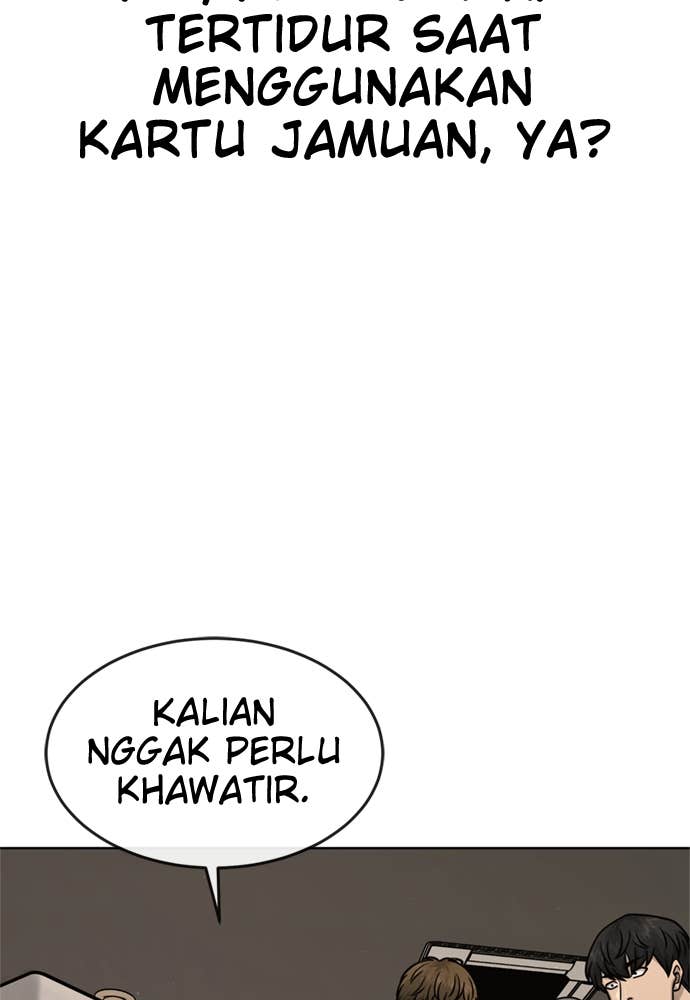 TERTIDUR SAAT
MENGGUNAKAN
KARTU JAMUAN, YA?
KALIAN
NGGAK PERLU
KHAWATIR.